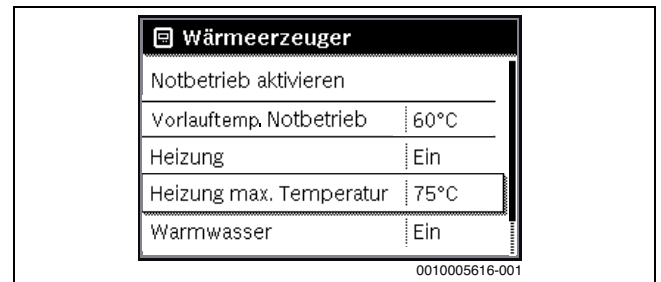 Wärmeerzeuger
Notbetrieb aktivieren
Vorlauftemp. Notbetrieb 60°C
Heizung Ein
Heizung max. Temperatur 75°C
Warmwasser Ein
0010005616-001